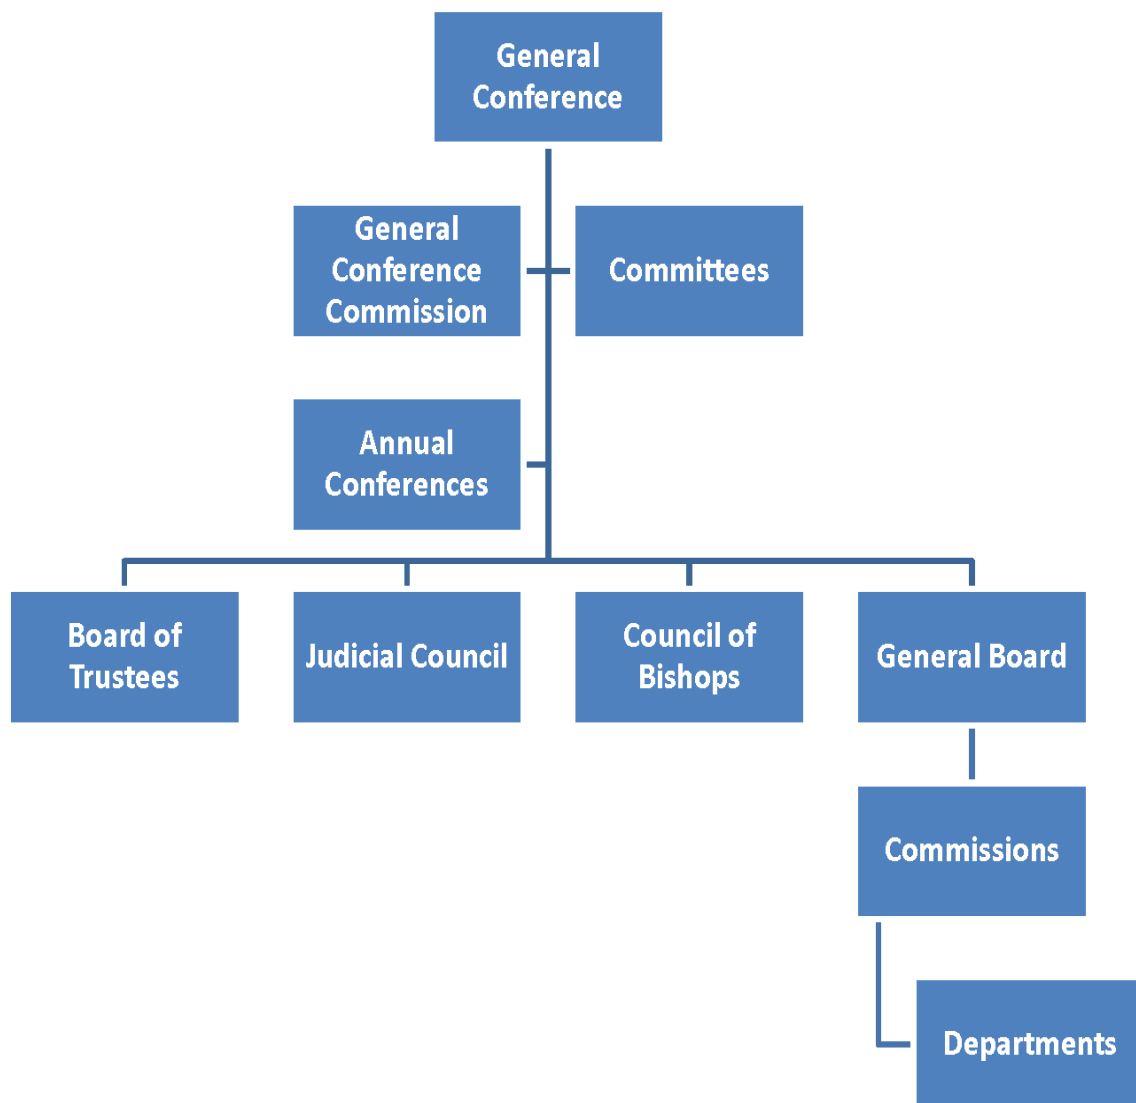 General
Conference
General
Conference
Commission
Committees
Annual
Conferences
Board of
Trustees
Judicial Council
Council of
Bishops
General Board
Commissions
Departments